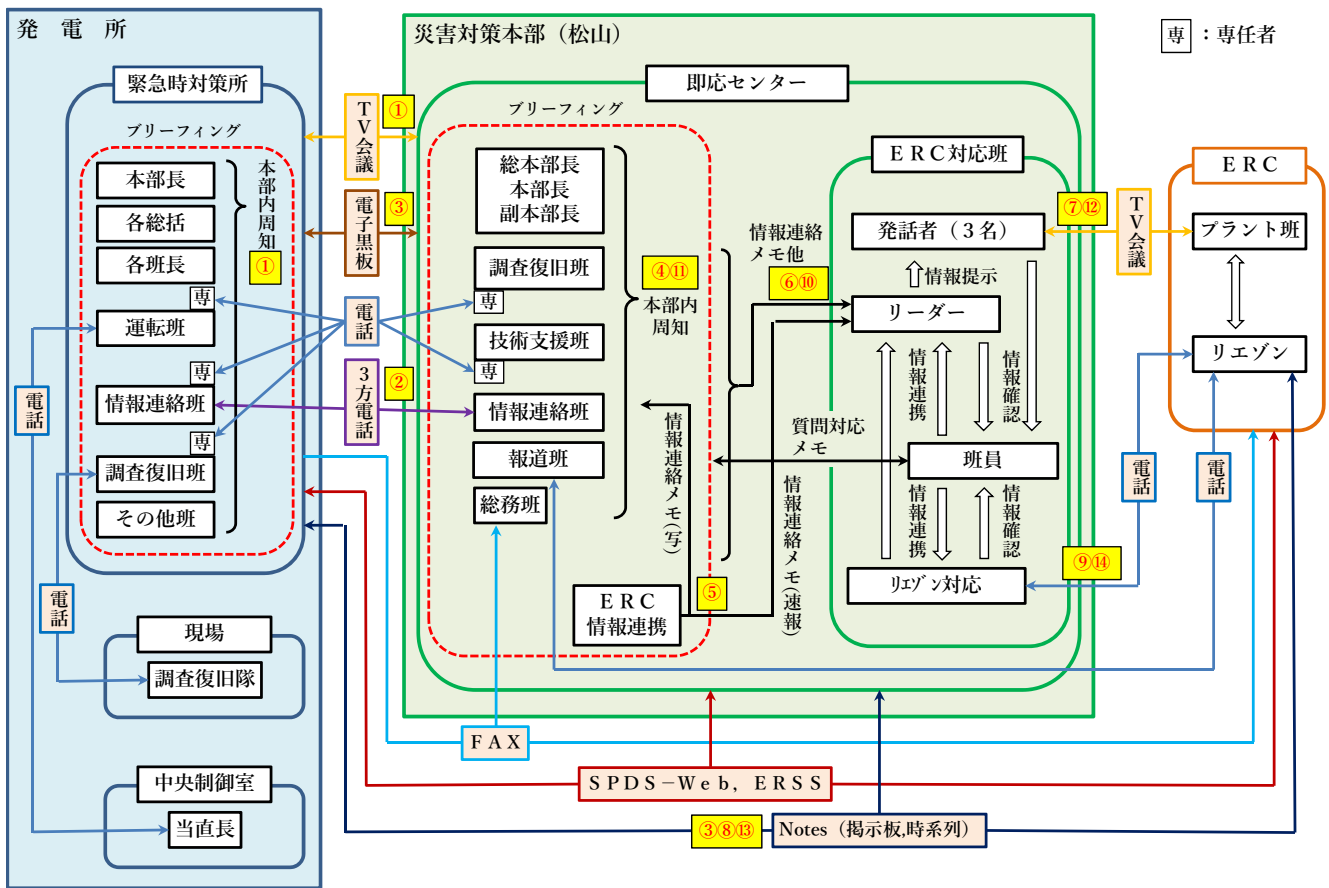 発電所
緊急時対策所
ブリーフィング
本部長
各総括
各班長
専
運転班
専
情報連絡班
専
調査復旧班
その他班
本部内周知
①
電話
電話
現場
調査復旧隊
中央制御室
当直長
TV会議
①
電子黒板
③
電話
3方電話
②
災害対策本部（松山）
即応センター
ブリーフィング
総本部長
本部長
副本部長
調査復旧班
専
技術支援班
専
情報連絡班
報道班
総務班
④⑪
本部内
周知
ERC
情報連携
⑤
情報連絡メモ(写)
情報連絡メモ(速報)
情報連絡
メモ他
⑥⑩
質問対応
メモ
ERC対応班
発話者（3名）
情報提示
リーダー
情報連携
情報確認
班員
情報連携
情報確認
リエゾン対応
⑦⑫
⑨⑭
TV会議
専：専任者
ERC
プラント班
リエゾン
電話
電話
FAX
SPDS－Web, ERSS
③⑧⑬
Notes（掲示板,時系列）